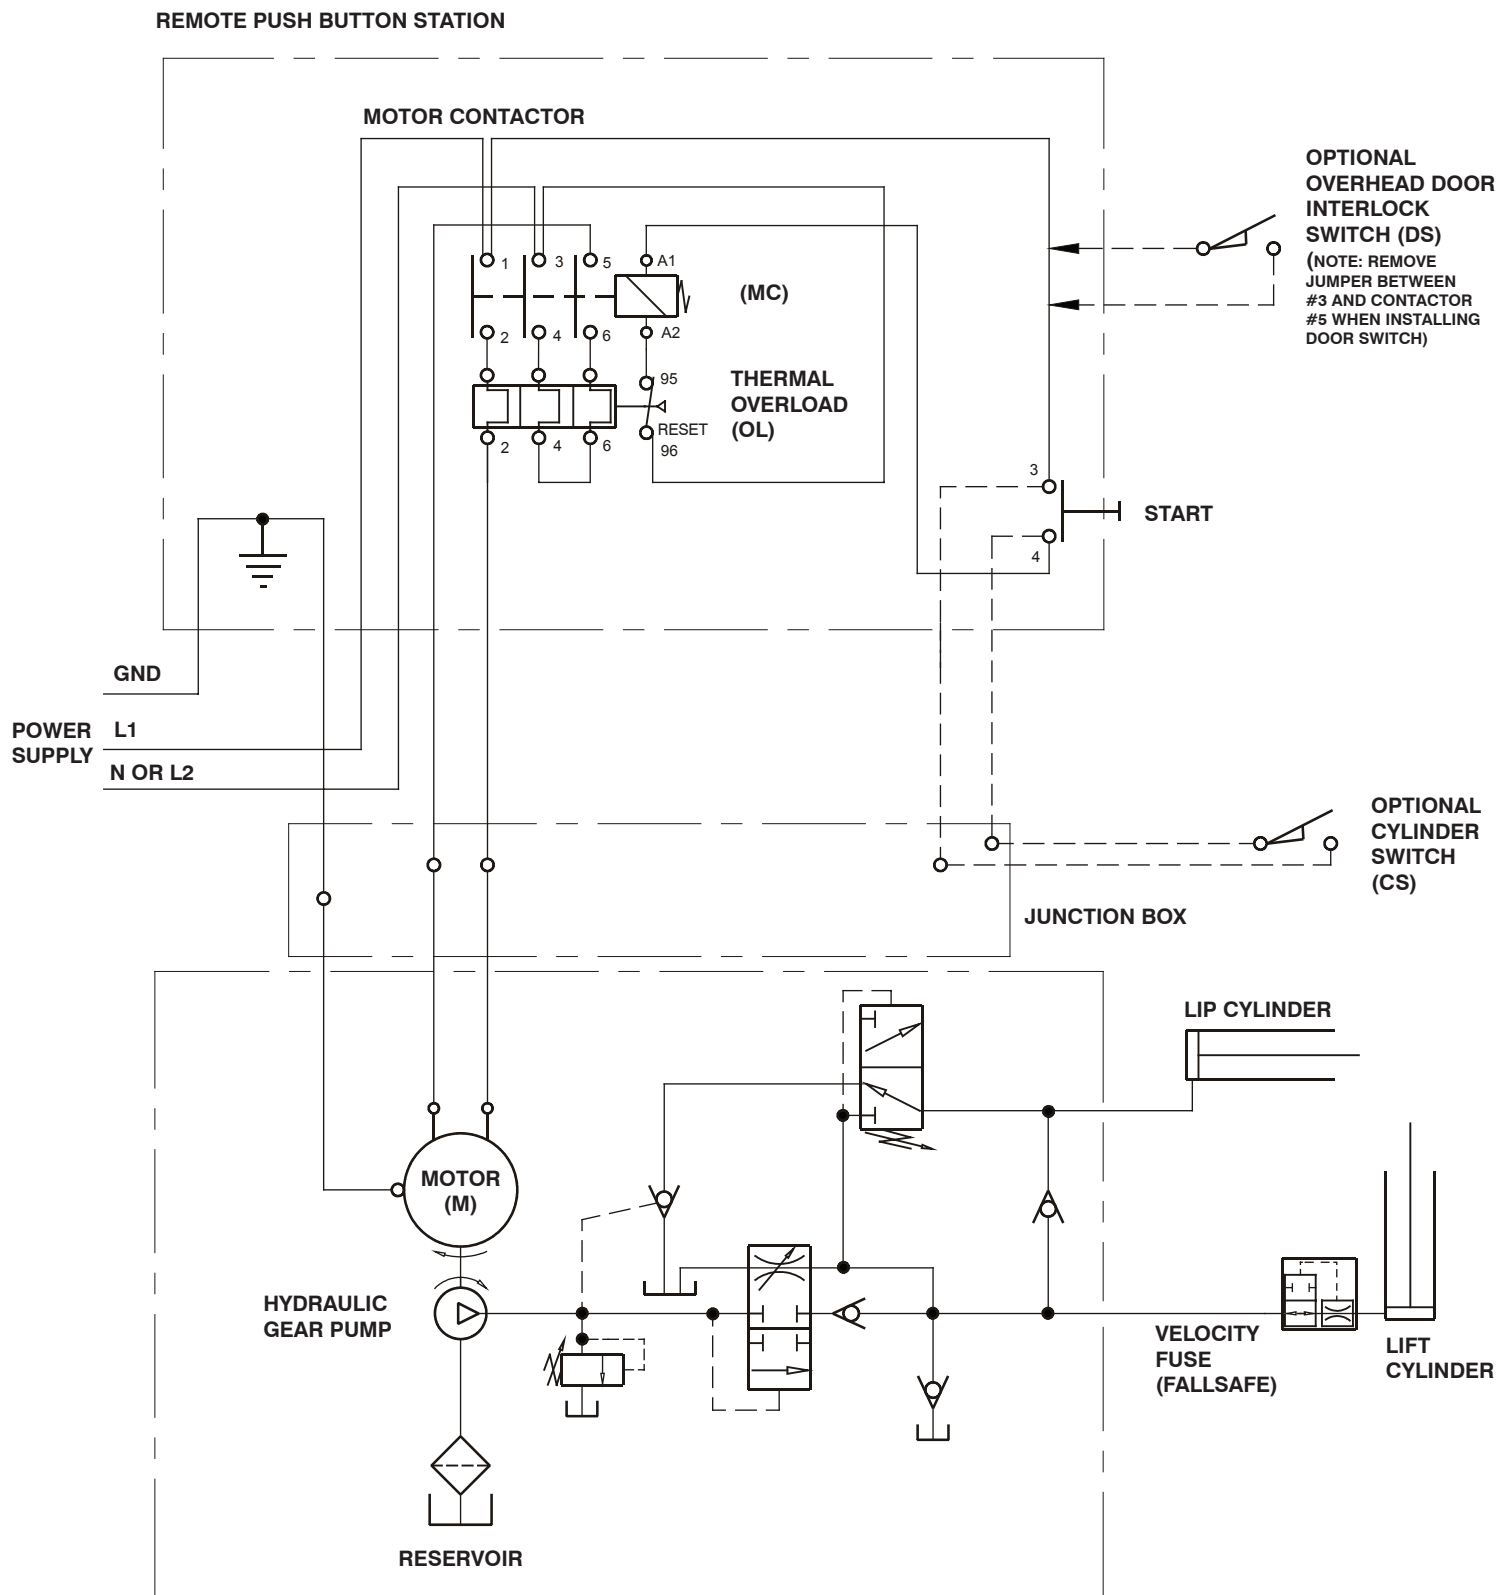 REMOTE PUSH BUTTON STATION
MOTOR CONTACTOR
OPTIONAL
OVERHEAD DOOR
INTERLOCK
SWITCH (DS)
(NOTE: REMOVE
JUMPER BETWEEN
#3 AND CONTACTOR
#5 WHEN INSTALLING
DOOR SWITCH)
1
3
5
A1
(MC)
2
4
6
A2
95
THERMAL
OVERLOAD
(OL)
RESET
96
2
4
6
3
START
4
GND
POWER
SUPPLY
L1
N OR L2
OPTIONAL
CYLINDER
SWITCH
(CS)
JUNCTION BOX
LIP CYLINDER
MOTOR
(M)
HYDRAULIC
GEAR PUMP
VELOCITY
FUSE
(FALLSAFE)
LIFT
CYLINDER
RESERVOIR